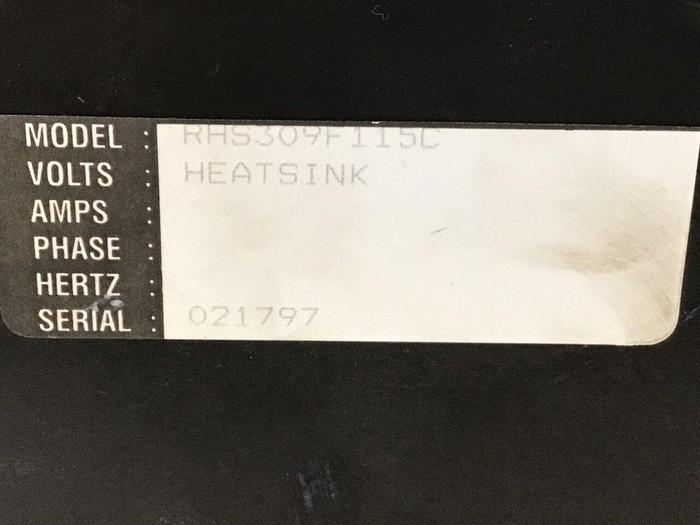 MODEL : RHS309F115C
VOLTS : HEATSINK
AMPS :
PHASE :
HERTZ :
SERIAL : 021797